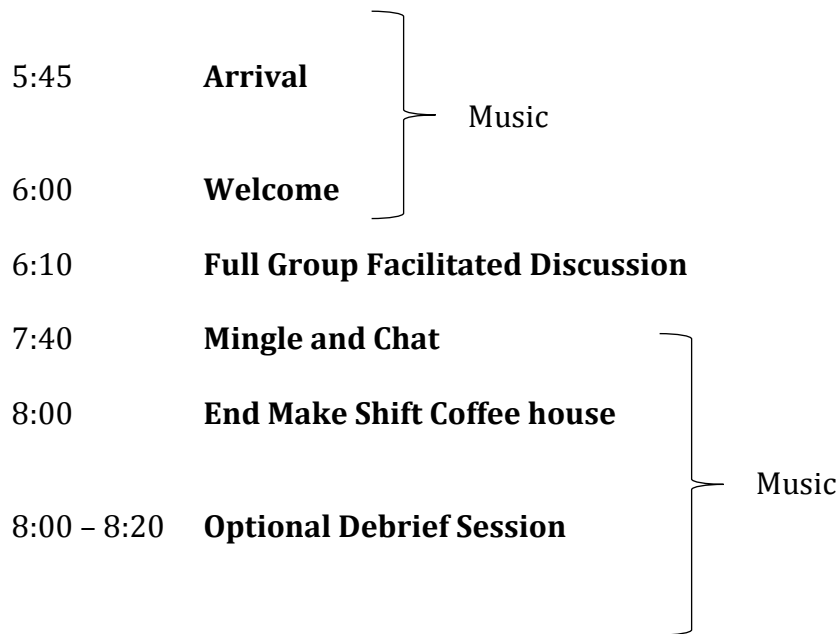 5:45 Arrival
Music
6:00 Welcome
6:10 Full Group Facilitated Discussion
7:40 Mingle and Chat
8:00 End Make Shift Coffee house
Music
8:00 – 8:20 Optional Debrief Session